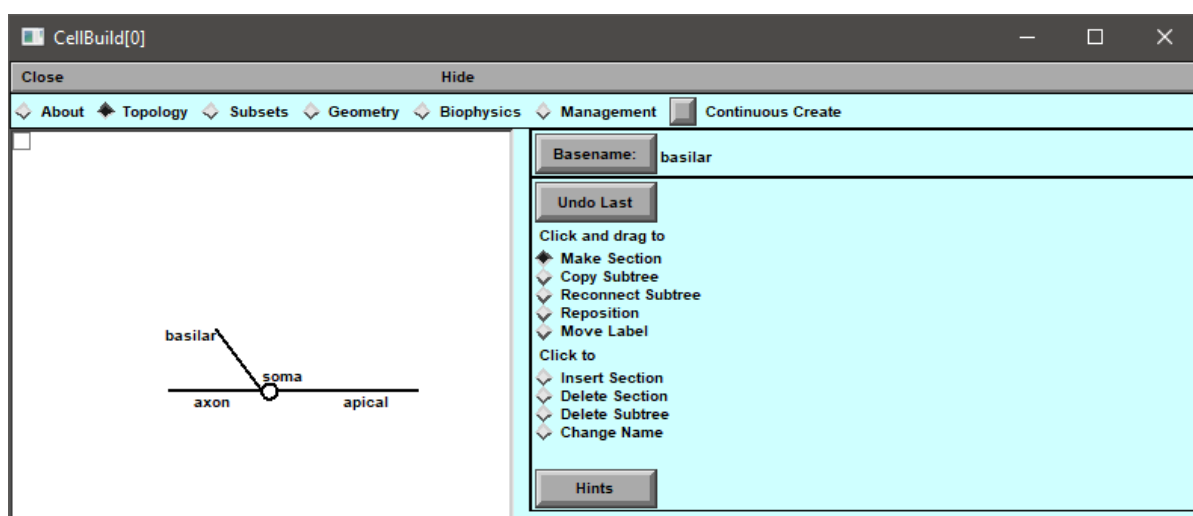 CellBuild[0]
Close Hide
About Topology Subsets Geometry Biophysics Management Continuous Create
Basename: basilar
Undo Last
Click and drag to
Make Section
Copy Subtree
Reconnect Subtree
Reposition
Move Label
Click to
Insert Section
Delete Section
Delete Subtree
Change Name
Hints
basilar
soma
axon apical